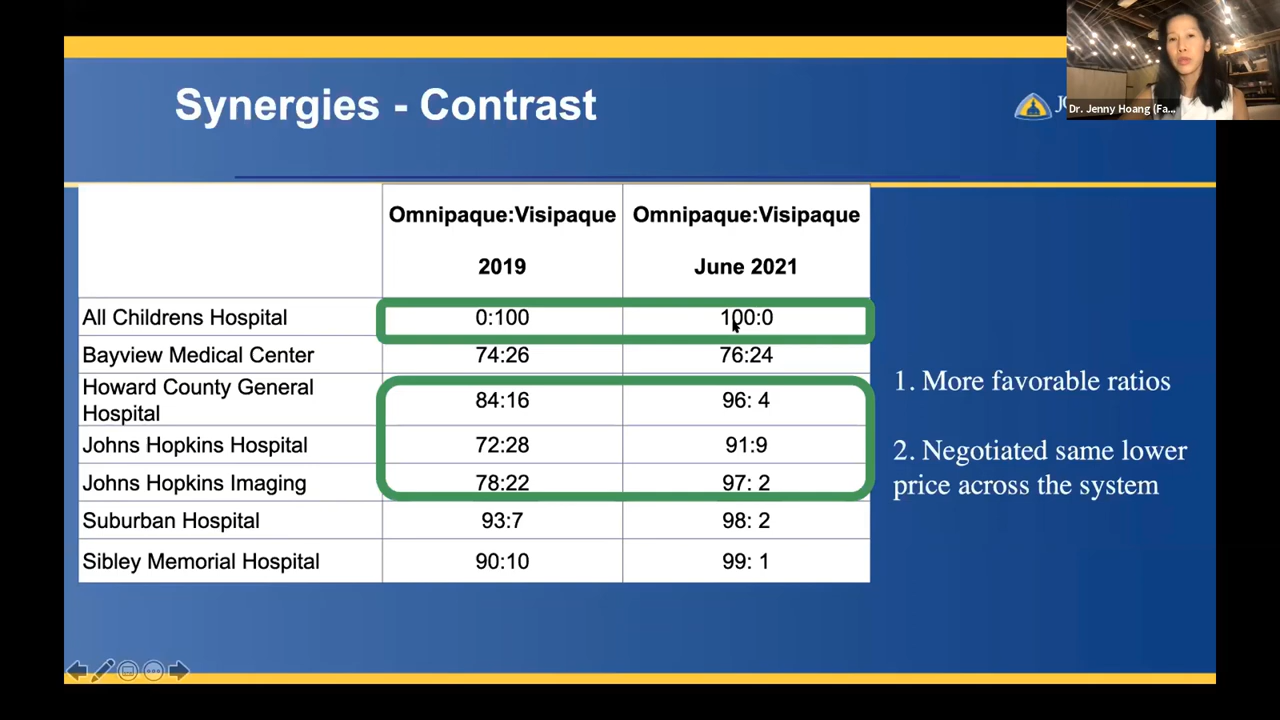 Synergies - Contrast
Dr. Jenny Hoang (Fa...
Omnipaque:Visipaque Omnipaque:Visipaque
2019 June 2021
All Childrens Hospital 0:100 100:0
Bayview Medical Center 74:26 76:24
Howard County General
Hospital 84:16 96: 4
Johns Hopkins Hospital 72:28 91:9
Johns Hopkins Imaging 78:22 97: 2
Suburban Hospital 93:7 98: 2
Sibley Memorial Hospital 90:10 99: 1
1. More favorable ratios
2. Negotiated same lower
price across the system